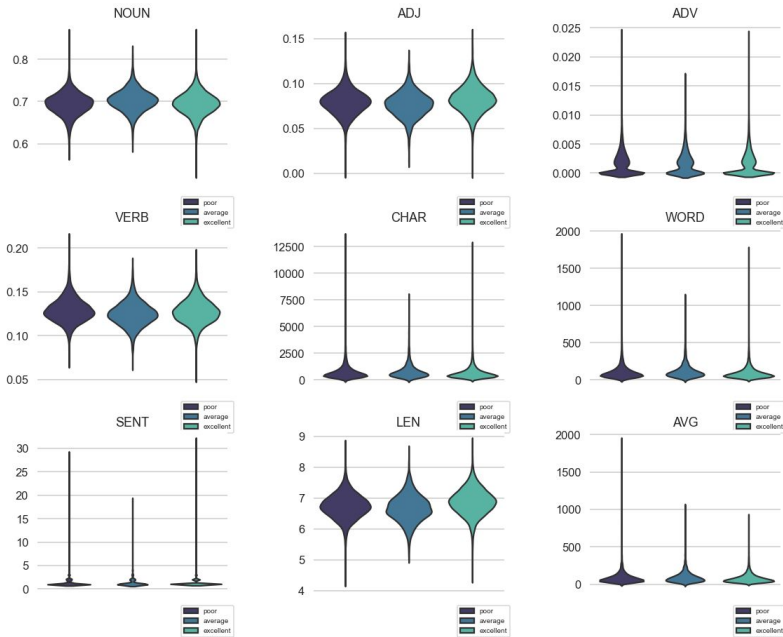 NOUN
0.8
0.7
0.6
poor
average
excellent
ADJ
0.15
0.10
0.05
0.00
poor
average
excellent
ADV
0.025
0.020
0.015
0.010
0.005
0.000
poor
average
excellent
VERB
0.20
0.15
0.10
0.05
poor
average
excellent
CHAR
12500
10000
7500
5000
2500
0
poor
average
excellent
WORD
2000
1500
1000
500
0
poor
average
excellent
SENT
30
25
20
15
10
5
0
poor
average
excellent
LEN
9
8
7
6
5
4
poor
average
excellent
AVG
2000
1500
1000
500
0
poor
average
excellent